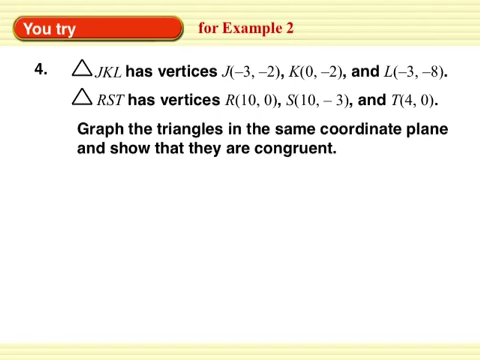 You try for Example 2
4. △JKL has vertices J(–3, –2), K(0, –2), and L(–3, –8).
△ RST has vertices R(10, 0), S(10, – 3), and T(4, 0).
Graph the triangles in the same coordinate plane
and show that they are congruent.